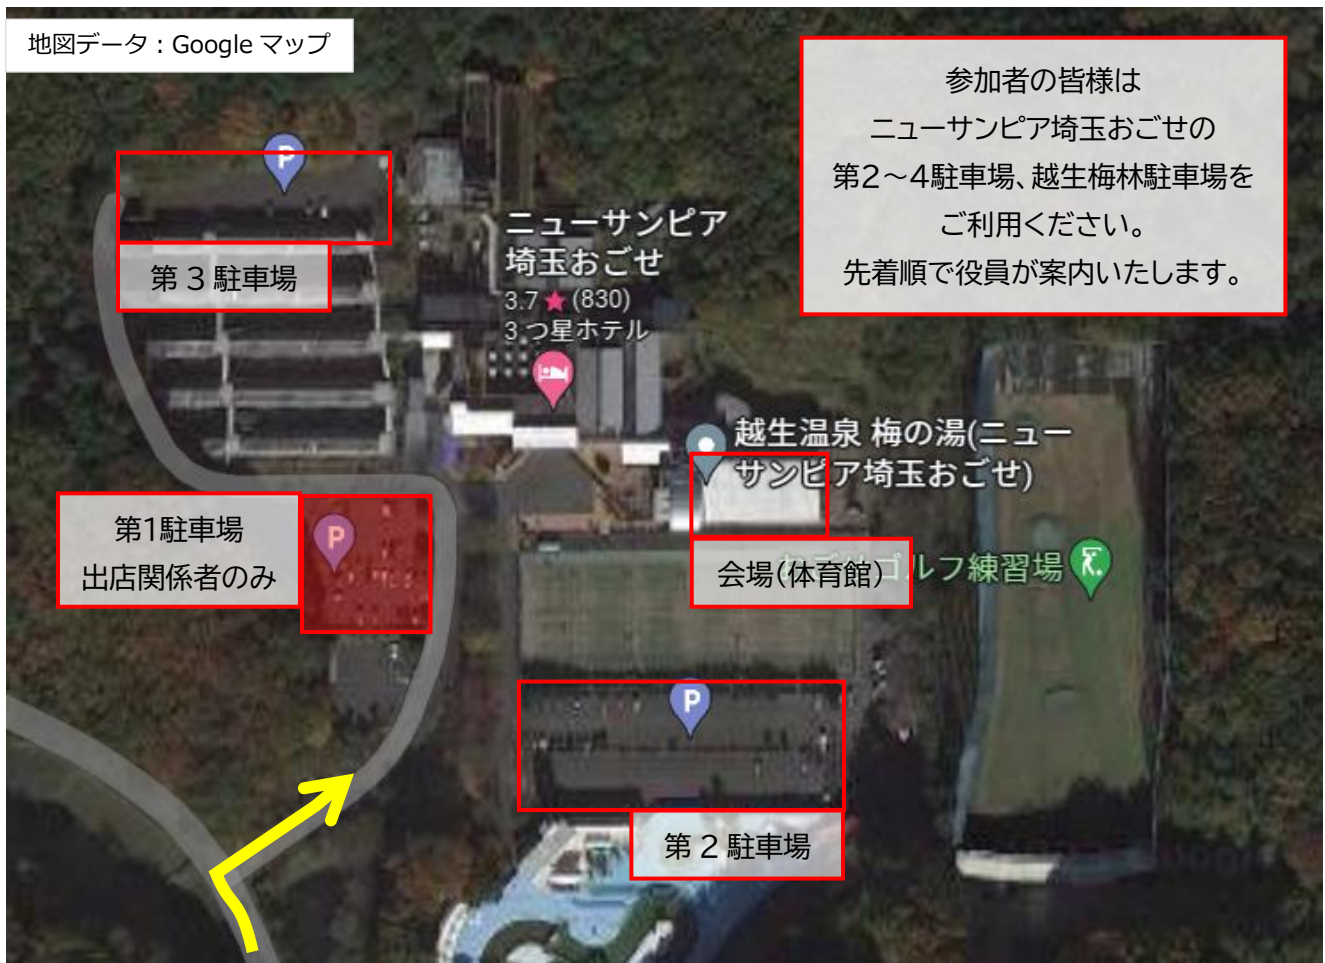 地図データ：Google マップ
参加者の皆様は
ニューサンピア埼玉おごせの
第2～4駐車場、越生梅林駐車場を
ご利用ください。
先着順で役員が案内いたします。
P
第 3 駐車場
ニューサンピア
埼玉おごせ
3.7 ★ (830)
3 つ星ホテル
越生温泉 梅の湯(ニュー
サンピア埼玉おごせ)
第1駐車場
出店関係者のみ
P
会場（体育館）
ゴルフ練習場
P
第 2 駐車場